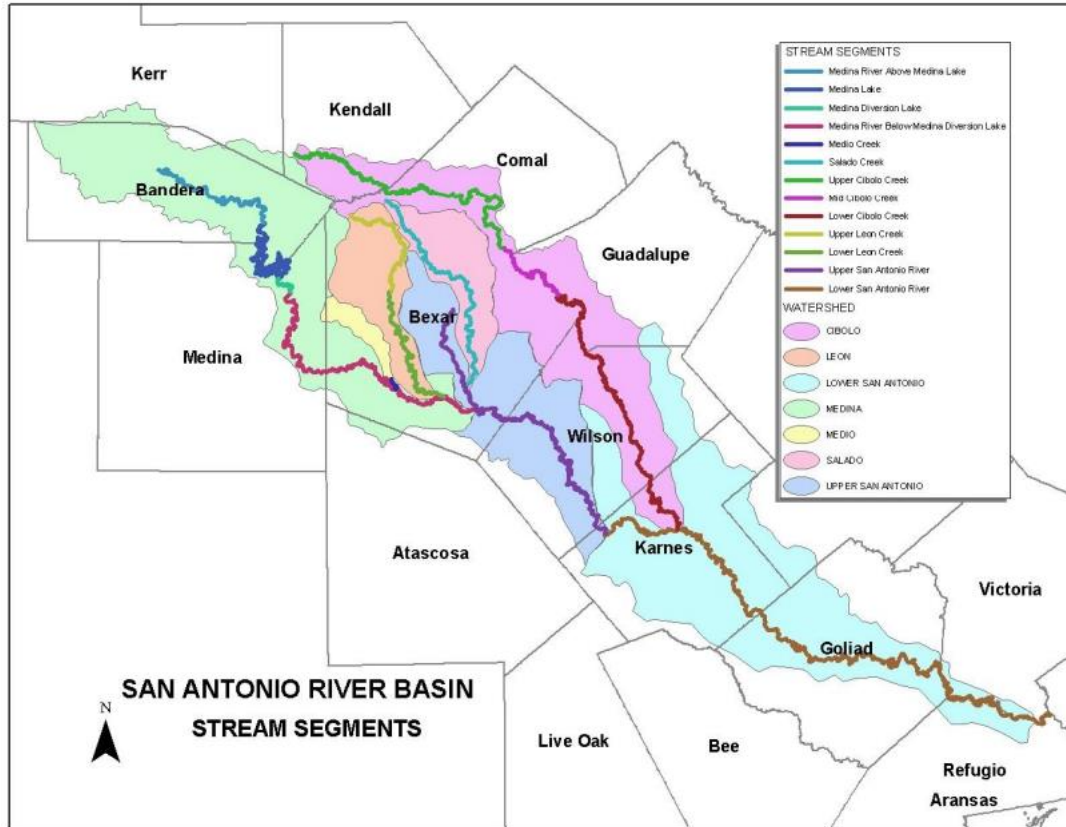 Kerr
Kendall
Comal
Bandera
Guadalupe
Bexar
Medina
Wilson
Atascosa
Karnes
Victoria
Goliad
Live Oak
Bee
Refugio
Aransas
STREAM SEGMENTS
Medina River Above Medina Lake
Medina Lake
Medina Diversion Lake
Medina River Below Medina Diversion Lake
Medio Creek
Salado Creek
Upper Cibolo Creek
Mid Cibolo Creek
Lower Cibolo Creek
Upper Leon Creek
Lower Leon Creek
Upper San Antonio River
Lower San Antonio River
WATERSHED
CIBOLO
LEON
LOWER SAN ANTONIO
MEDINA
MEDIO
SALADO
UPPER SAN ANTONIO
SAN ANTONIO RIVER BASIN
STREAM SEGMENTS
N